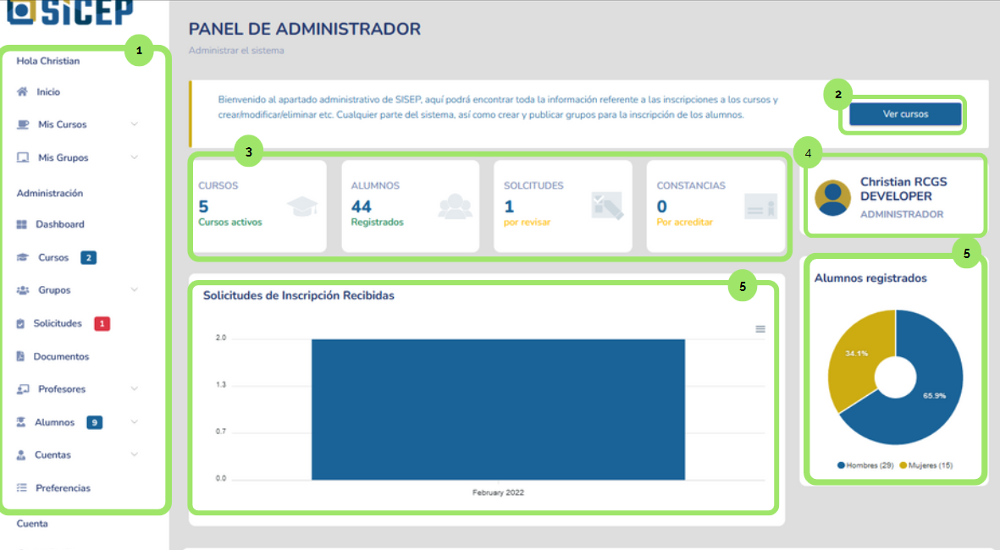 SiCEP
1
Hola Christian
Inicio
Mis Cursos
Mis Grupos
Administración
Dashboard
Cursos 2
Grupos
Solicitudes 1
Documentos
Profesores
Alumnos 9
Cuentas
Preferencias
Cuenta
PANEL DE ADMINISTRADOR
Administrar el sistema
Bienvenido al apartado administrativo de SISEP, aquí podrá encontrar toda la información referente a las inscripciones a los cursos y
crear/modificar/eliminar etc. Cualquier parte del sistema, así como crear y publicar grupos para la inscripción de los alumnos.
2
Ver cursos
3
CURSOS
5
Cursos activos
ALUMNOS
44
Registrados
SOLCITUDES
1
por revisar
CONSTANCIAS
0
Por acreditar
4
Christian RCGS
DEVELOPER
ADMINISTRADOR
5
Solicitudes de Inscripción Recibidas
2.0
1.3
0.7
0.0
February 2022
5
Alumnos registrados
34.1%
65.9%
Hombres (29) Mujeres (15)